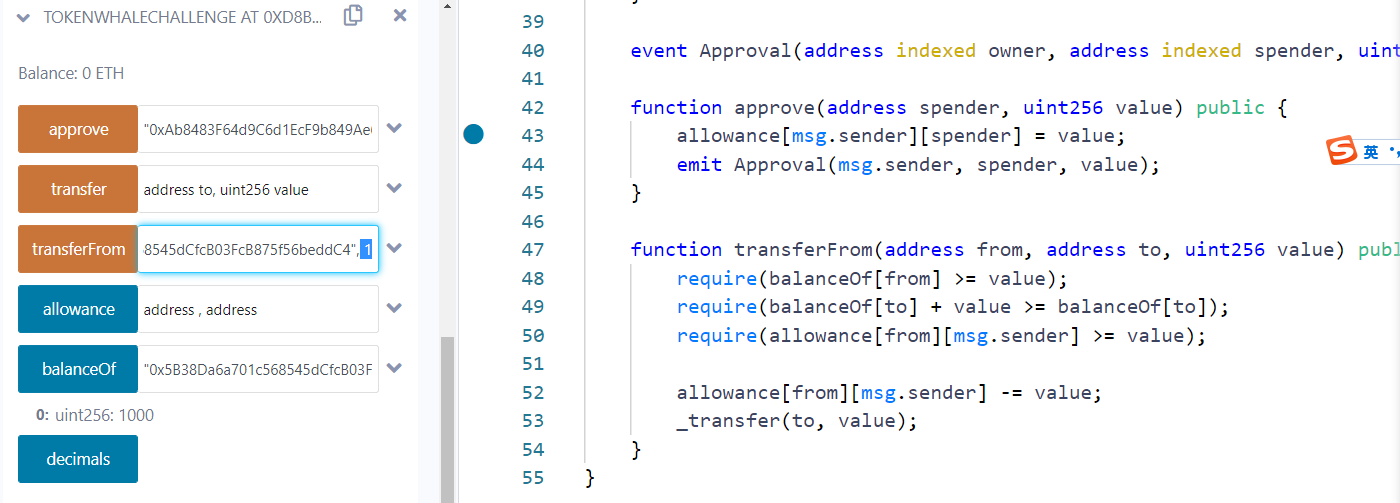 TOKENWHALECHALLENGE AT 0XD8B...
Balance: 0 ETH
approve "0xAb8483F64d9C6d1EcF9b849Ae
transfer address to, uint256 value
transferFrom 8545dCfcB03FcB875f56beddC4", 1
allowance address , address
balanceOf "0x5B38Da6a701c568545dCfcB03F
0: uint256: 1000
decimals
39
40 event Approval(address indexed owner, address indexed spender, uint
41
42 function approve(address spender, uint256 value) public {
43 allowance[msg.sender][spender] = value;
44 emit Approval(msg.sender, spender, value);
45 }
46
47 function transferFrom(address from, address to, uint256 value) publ
48 require(balanceOf[from] >= value);
49 require(balanceOf[to] + value >= balanceOf[to]);
50 require(allowance[from][msg.sender] >= value);
51
52 allowance[from][msg.sender] -= value;
53 _transfer(to, value);
54 }
55 }
S 英